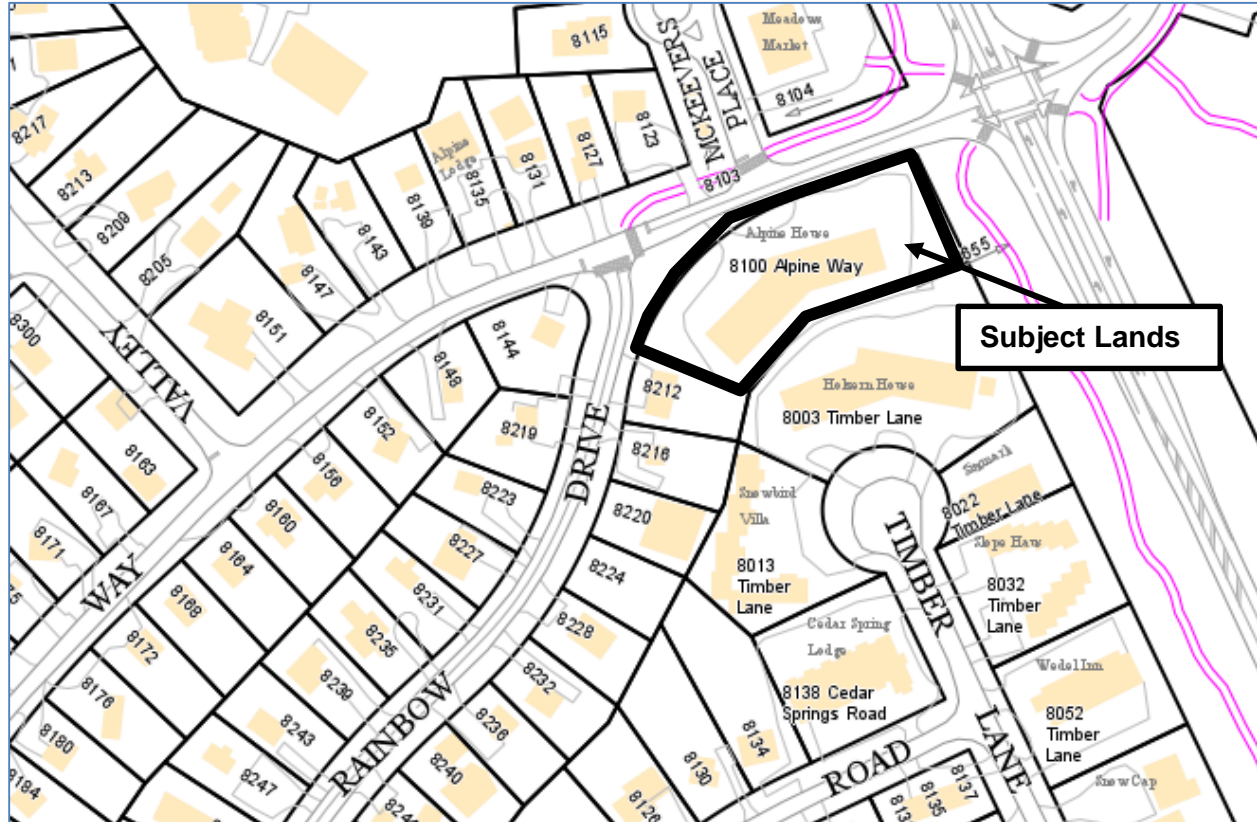 Meadows
Market
8115
MCKEEVERS
PLACE
8104
8217
8213
8209
8205
Alpine
Lodge
8135
8131
8127
8123
8103
8139
8143
8147
8151
Alpine House
8100 Alpine Way
855
Subject Lands
8300
VALLEY
8144
8148
8152
8156
8160
8164
8168
8172
8176
8180
8184
8163
8167
8171
WAY
8212
8216
8219
8220
8223
8224
8227
8228
8231
8232
8235
8236
8239
8240
8243
8247
DRIVE
RAINBOW
8003 Timber Lane
Snowbird
Villa
8013
Timber
Lane
TIMBER
LANE
8022
Timber Lane
Slope Haus
8032
Timber
Lane
Cedar Spring
Lodge
8138 Cedar
Springs Road
Wedel Inn
8052
Timber
Lane
8134
8130
8126
ROAD
8137
8135
Snow Cap